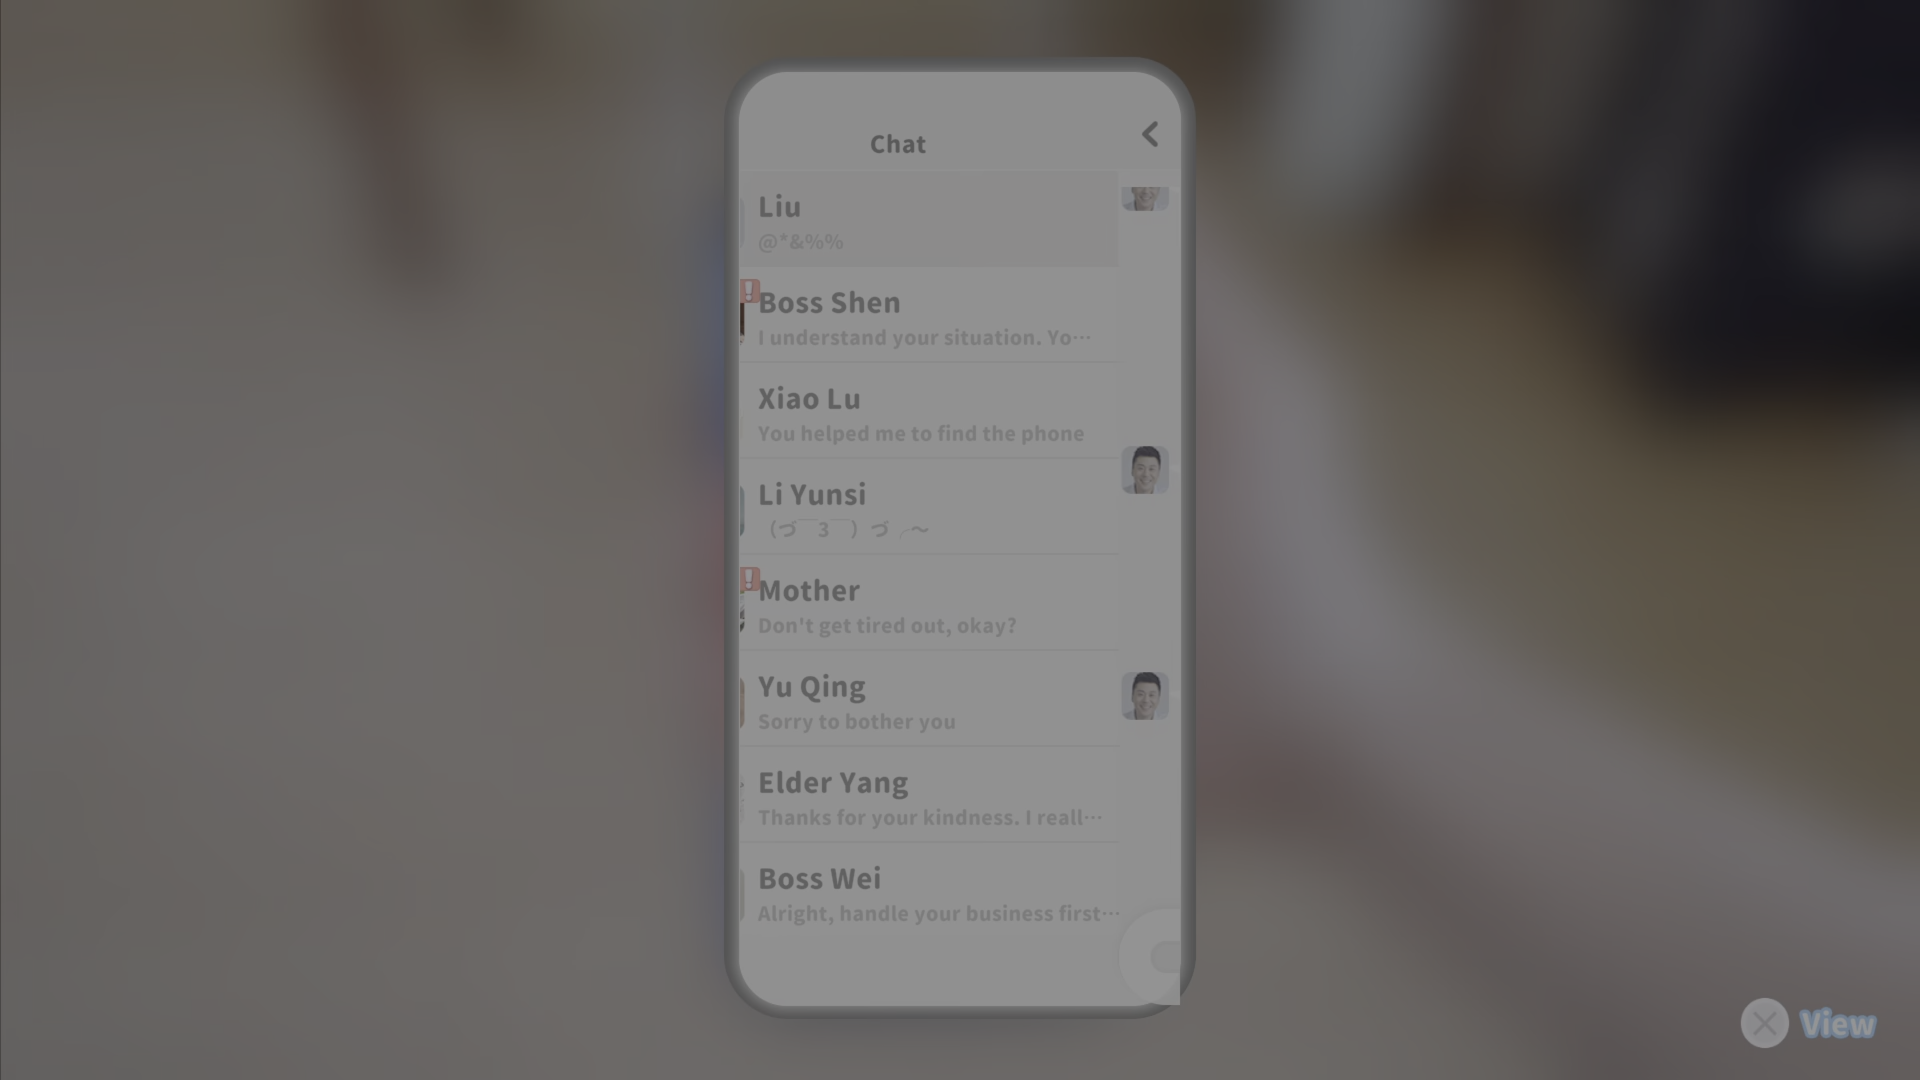 Chat
Liu
@*&%%
Boss Shen
I understand your situation. Yo···
Xiao Lu
You helped me to find the phone
Li Yunsi
（づ￣3￣）づ╭～
Mother
Don't get tired out, okay?
Yu Qing
Sorry to bother you
Elder Yang
Thanks for your kindness. I reall···
Boss Wei
Alright, handle your business first···
View